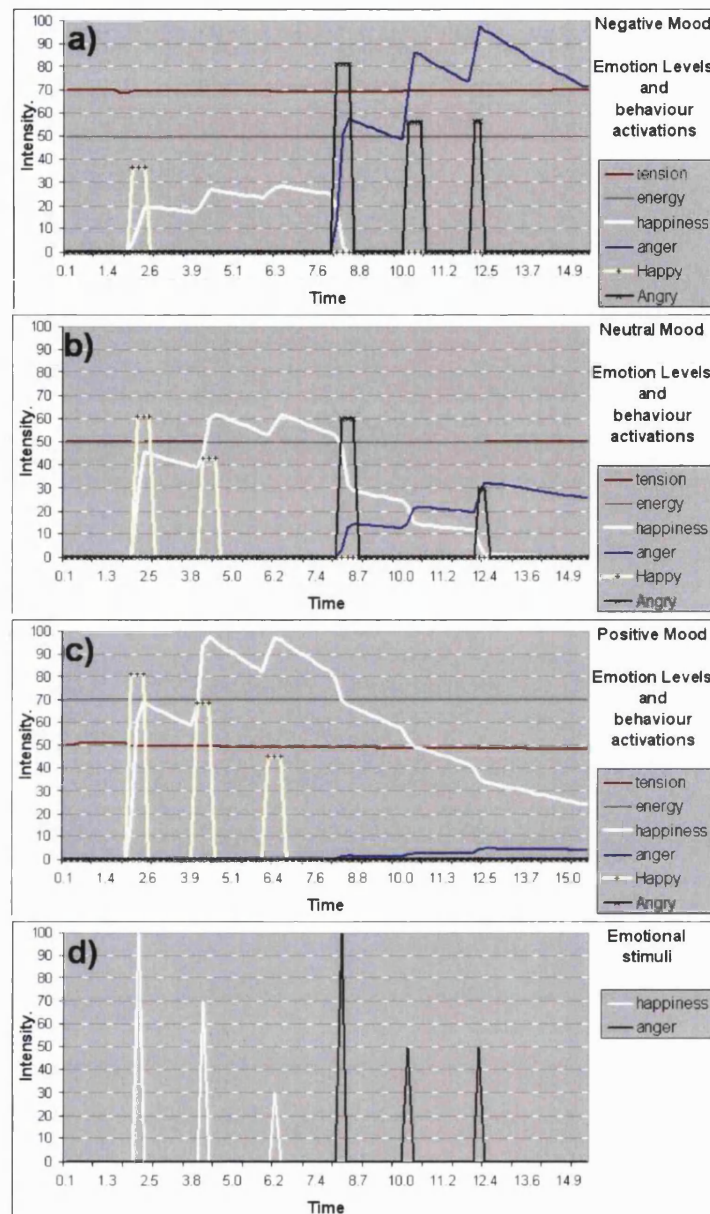 a)
Negative Mood
Emotion Levels
and
behaviour
activations
Intensity.
100
90
80
70
60
50
40
30
20
10
0
0.1 1.4 2.6 3.9 5.1 6.3 7.6 8.8 10.0 11.2 12.5 13.7 14.9
Time
tension
energy
happiness
anger
Happy
Angry
b)
Neutral Mood
Emotion Levels
and
behaviour
activations
Intensity.
100
90
80
70
60
50
40
30
20
10
0
0.1 1.4 2.5 3.8 4.9 6.2 7.4 8.6 10.0 11.2 12.4 13.6 14.9
Time
tension
energy
happiness
anger
Happy
Angry
c)
Positive Mood
Emotion Levels
and
behaviour
activations
Intensity.
100
90
80
70
60
50
40
30
20
10
0
0.1 1.4 2.6 3.9 5.1 6.4 7.6 8.8 10.0 11.3 12.5 13.8 15.0
Time
tension
energy
happiness
anger
Happy
Angry
d)
Emotional
stimuli
Intensity.
100
90
80
70
60
50
40
30
20
10
0
0.1 1.4 2.5 3.8 4.9 6.2 7.4 8.6 10.0 11.2 12.4 13.6 14.9
Time
happiness
anger